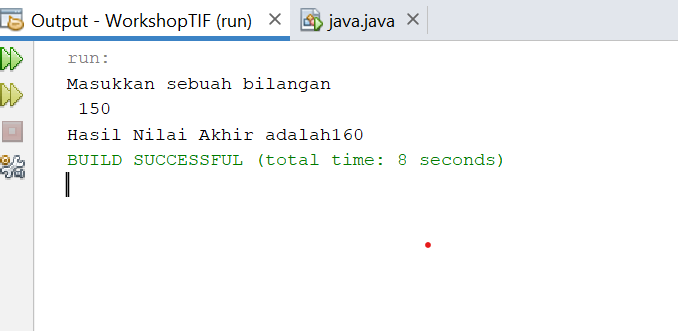 Output - WorkshopTIF (run) java.java
run:
Masukkan sebuah bilangan
150
Hasil Nilai Akhir adalah160
BUILD SUCCESSFUL (total time: 8 seconds)